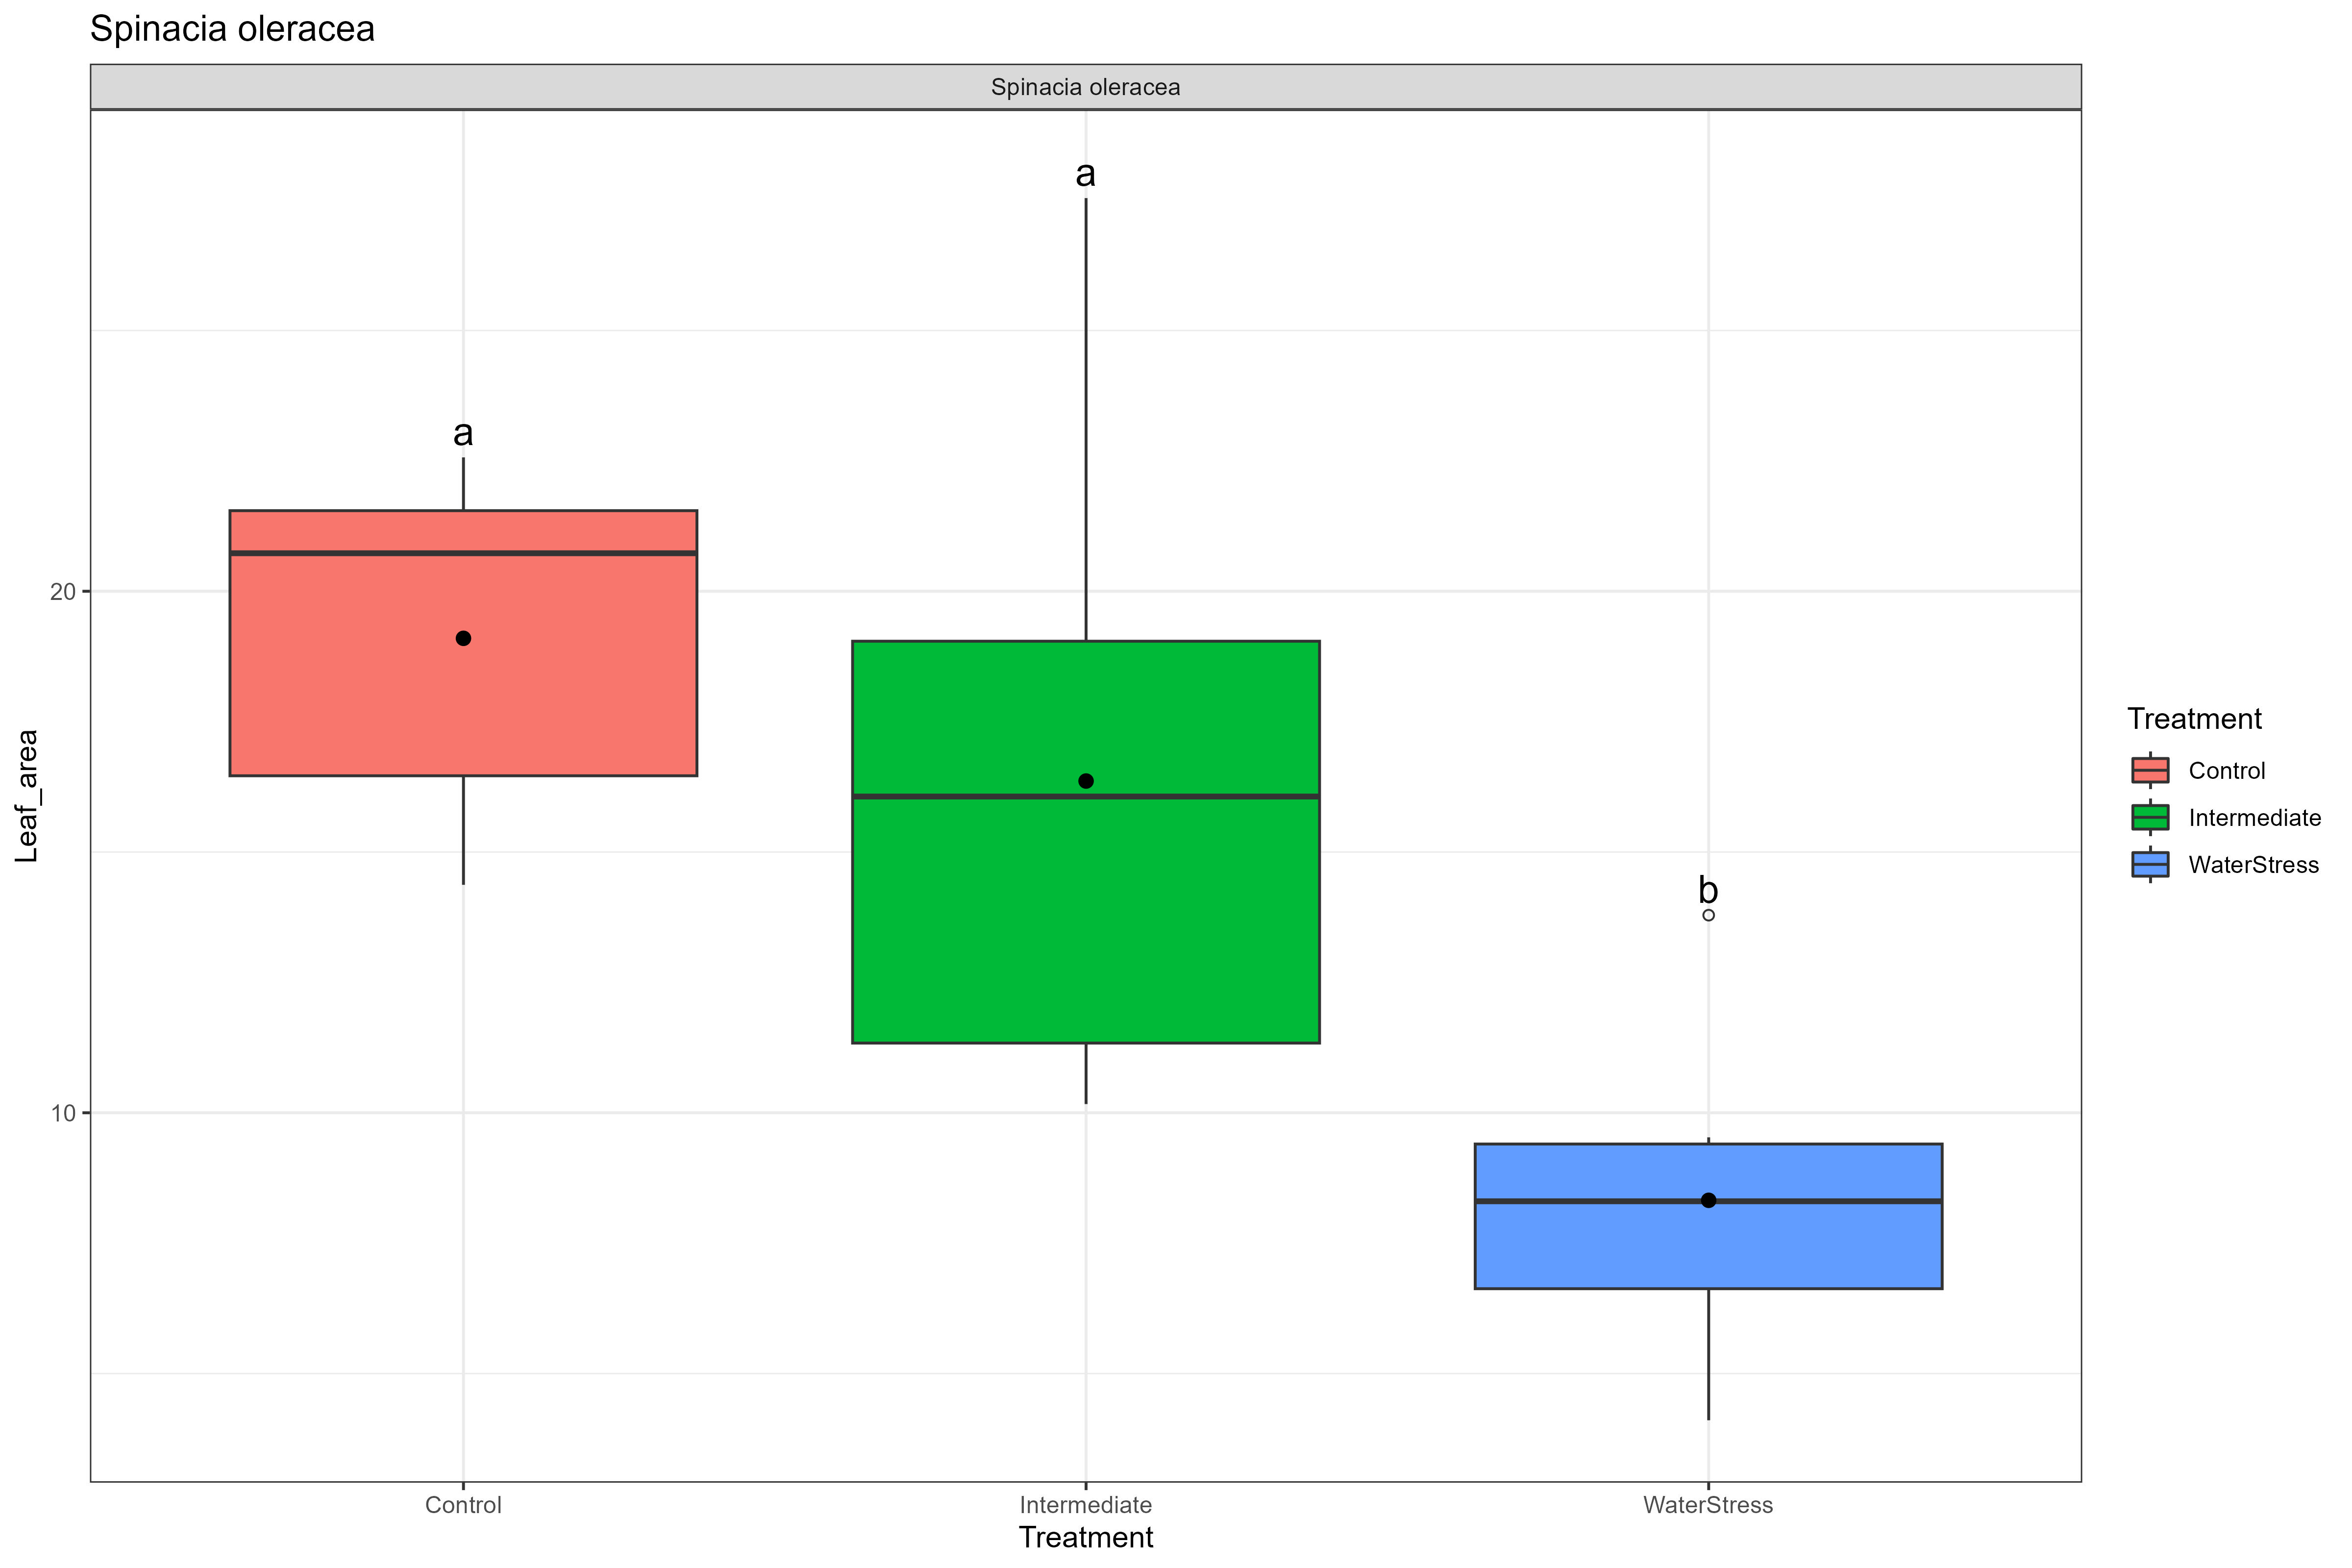 Spinacia oleracea
Spinacia oleracea
a
a
b
20
10
Leaf_area
Control
Intermediate
WaterStress
Treatment
Treatment
Control
Intermediate
WaterStress